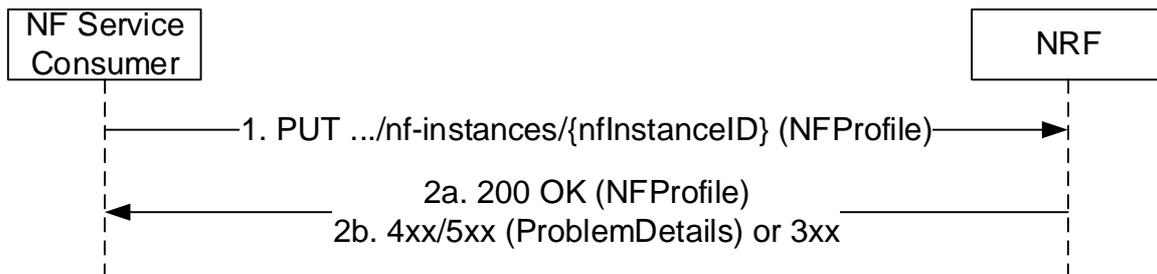 NF Service
Consumer
NRF
1. PUT .../nf-instances/{nfInstanceID} (NFProfile)
2a. 200 OK (NFProfile)
2b. 4xx/5xx (ProblemDetails) or 3xx